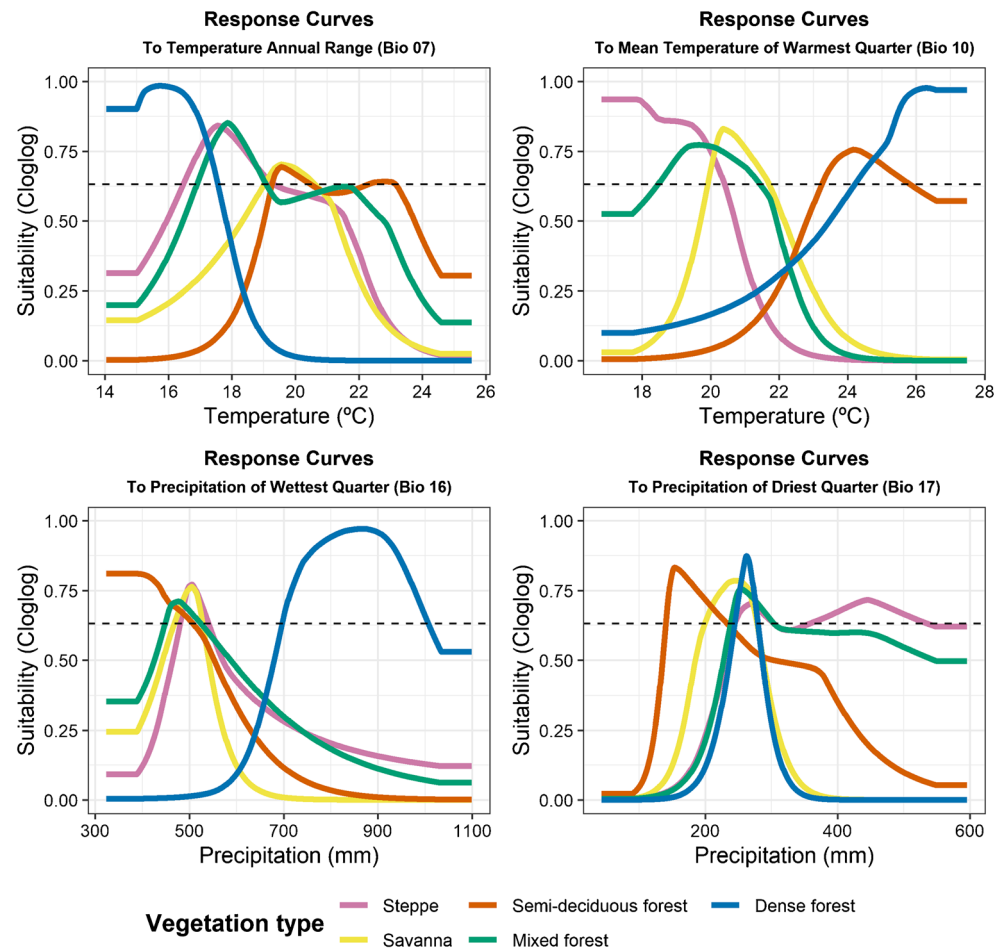 Response Curves
To Temperature Annual Range (Bio 07)
Suitability (Cloglog)
1.00
0.75
0.50
0.25
0.00
14 16 18 20 22 24 26
Temperature (ºC)
Response Curves
To Mean Temperature of Warmest Quarter (Bio 10)
Suitability (Cloglog)
1.00
0.75
0.50
0.25
0.00
18 20 22 24 26 28
Temperature (ºC)
Response Curves
To Precipitation of Wettest Quarter (Bio 16)
Suitability (Cloglog)
1.00
0.75
0.50
0.25
0.00
300 500 700 900 1100
Precipitation (mm)
Response Curves
To Precipitation of Driest Quarter (Bio 17)
Suitability (Cloglog)
1.00
0.75
0.50
0.25
0.00
200 400 600
Precipitation (mm)
Vegetation type
Steppe Semi-deciduous forest Dense forest
Savanna Mixed forest